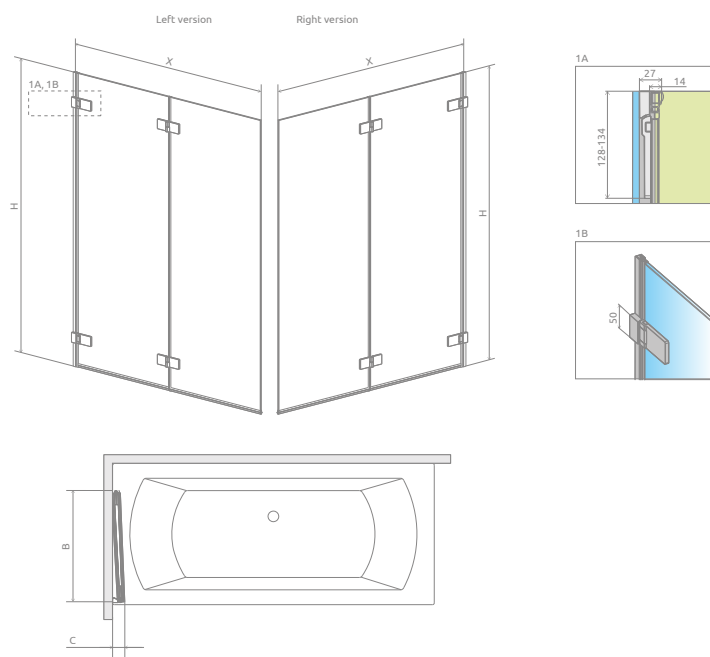 Left version
Right version
X
X
1A, 1B
H
H
1A
27
14
128-134
1B
50
B
C